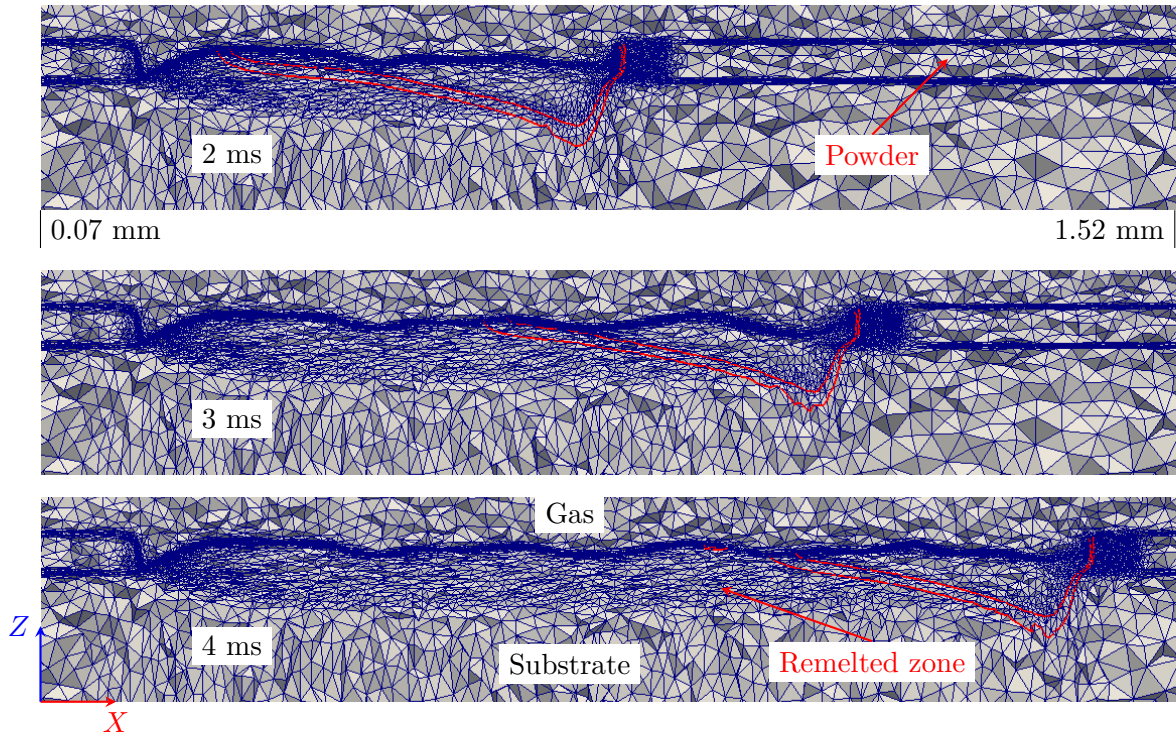 2 ms
Powder
0.07 mm
1.52 mm
3 ms
Gas
Z
4 ms
Substrate
Remelted zone
X